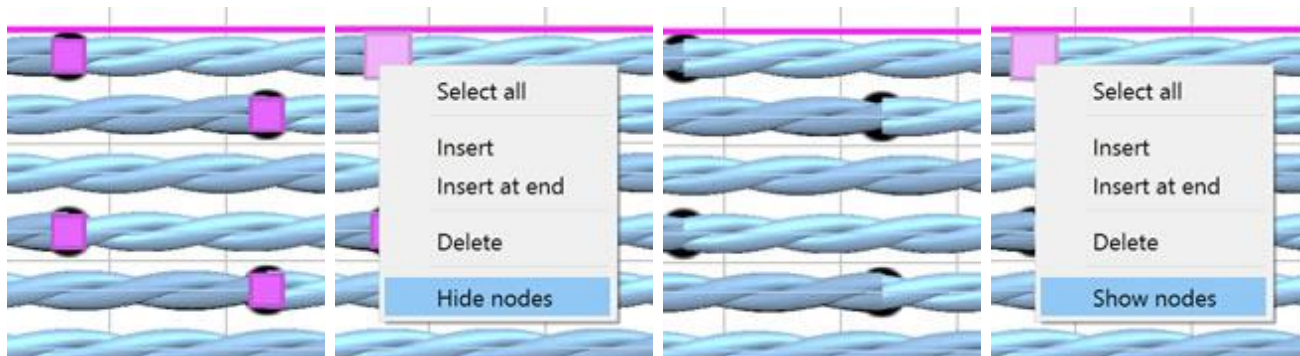 Select all
Insert
Insert at end
Delete
Hide nodes
Select all
Insert
Insert at end
Delete
Show nodes